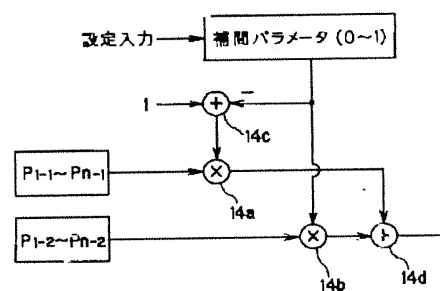 設定入力
補間パラメータ(0~1)
1
−
+
14c
P1-1~Pn-1
×
14a
P1-2~Pn-2
×
14b
+
14d